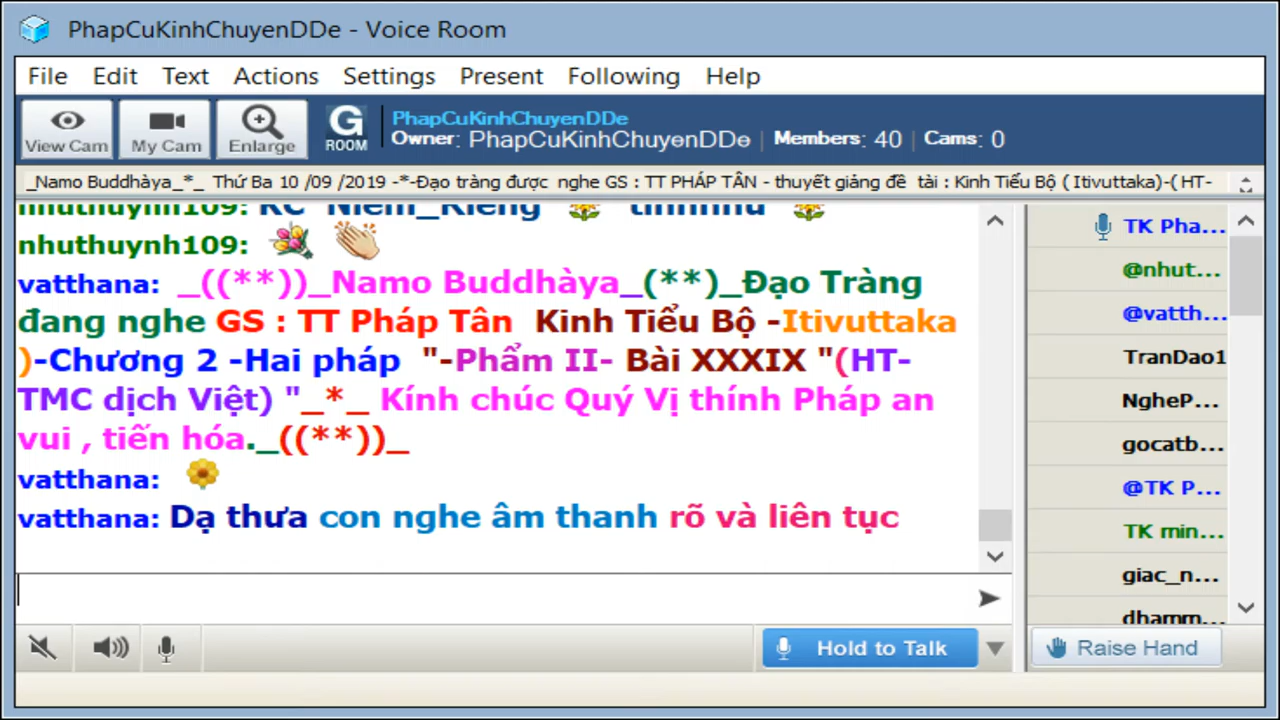 PhapCuKinhChuyenDDe - Voice Room
File Edit Text Actions Settings Present Following Help
View Cam My Cam Enlarge G ROOM
PhapCuKinhChuyenDDe
Owner: PhapCuKinhChuyenDDe | Members: 40 | Cams: 0
_Namo Buddhàya_*_ Thứ Ba 10 /09 /2019 -*-Đạo tràng được nghe GS : TT PHÁP TÂN - thuyết giảng đề tài : Kinh Tiểu Bộ ( Itivuttaka)-( HT-
nhuthuynh109: KC Niem_Rieng tinhnhu
nhuthuynh109:
vatthana: _((**))_Namo Buddhàya_(**)_Đạo Tràng
đang nghe GS : TT Pháp Tân Kinh Tiểu Bộ -Itivuttaka
)-Chương 2 -Hai pháp "-Phẩm II- Bài XXXIX "(HT-
TMC dịch Việt) "_*_ Kính chúc Quý Vị thính Pháp an
vui , tiến hóa._((**))_
vatthana:
vatthana: Dạ thưa con nghe âm thanh rõ và liên tục
TK Pha...
@nhut...
@vatth...
TranDao1
NgheP...
gocatb...
@TK P...
TK min...
giac_n...
dhamm...
Hold to Talk
Raise Hand